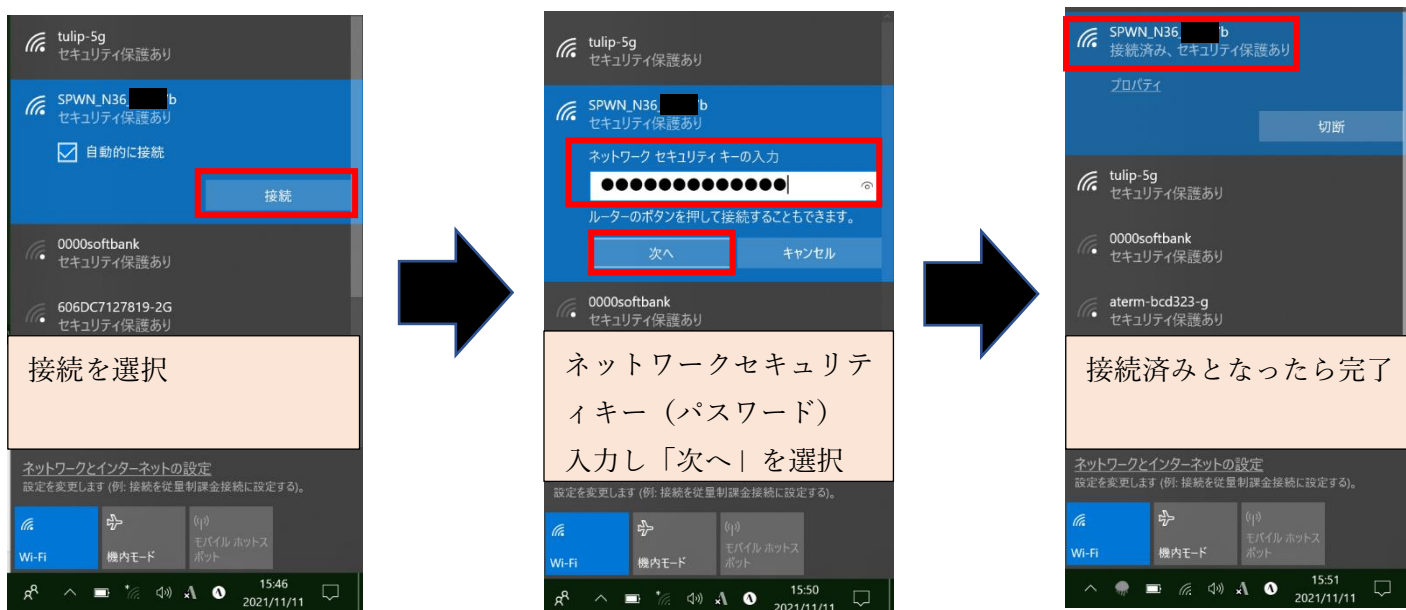 tulip-5g
セキュリティ保護あり
SPWN_N36_ b
セキュリティ保護あり
自動的に接続
接続
0000softbank
セキュリティ保護あり
606DC7127819-2G
セキュリティ保護あり
接続を選択
ネットワークとインターネットの設定
設定を変更します (例: 接続を従量制課金接続に設定する)。
Wi-Fi
機内モード
モバイル ホットス
ポット
15:46
2021/11/11
tulip-5g
セキュリティ保護あり
SPWN_N36_ b
セキュリティ保護あり
ネットワーク セキュリティ キーの入力
●●●●●●●●●●●●●
ルーターのボタンを押して接続することもできます。
次へ
キャンセル
0000softbank
セキュリティ保護あり
ネットワークセキュリテ
ィキー（パスワード）
入力し「次へ」を選択
設定を変更します (例: 接続を従量制課金接続に設定する)。
Wi-Fi
機内モード
モバイル ホットス
ポット
15:50
2021/11/11
SPWN_N36_ b
接続済み、セキュリティ保護あり
プロパティ
切断
tulip-5g
セキュリティ保護あり
0000softbank
セキュリティ保護あり
aterm-bcd323-g
セキュリティ保護あり
接続済みとなったら完了
ネットワークとインターネットの設定
設定を変更します (例: 接続を従量制課金接続に設定する)。
Wi-Fi
機内モード
モバイル ホットス
ポット
15:51
2021/11/11